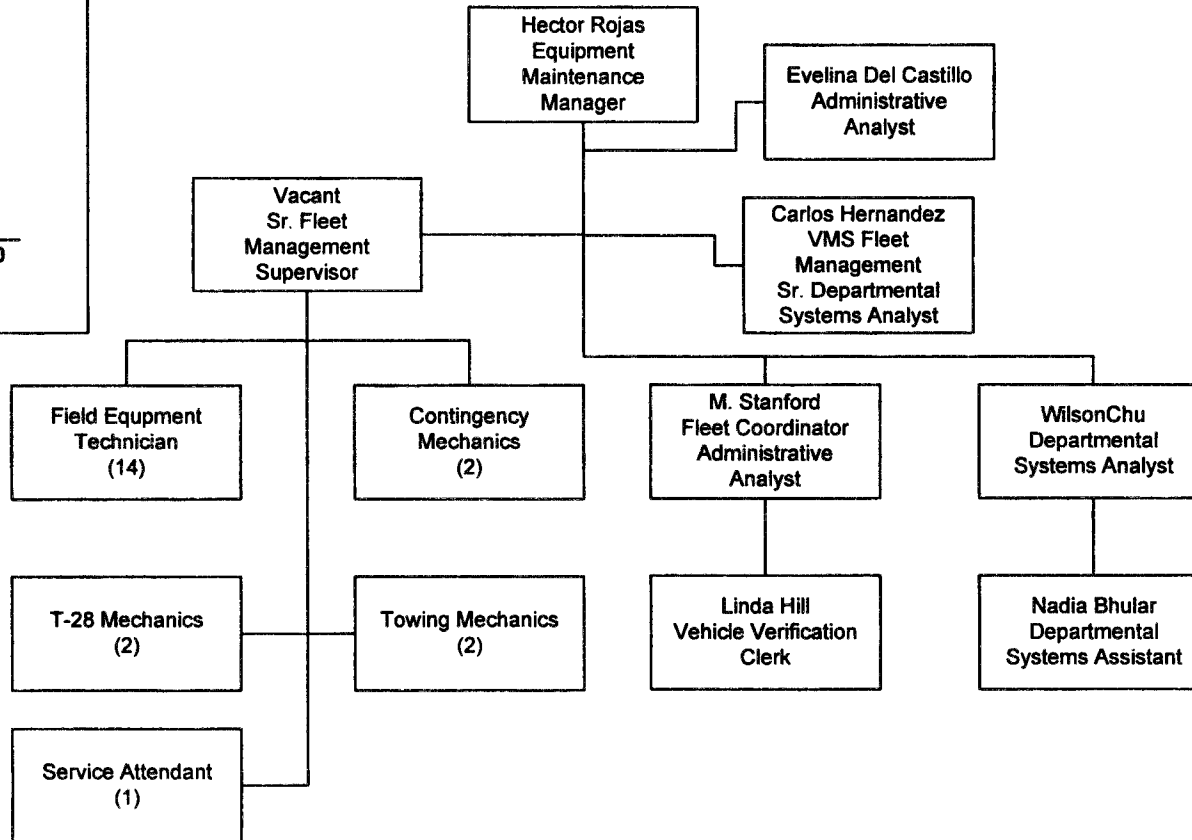 Hector Rojas
Equipment
Maintenance
Manager
Evelina Del Castillo
Administrative
Analyst
Vacant
Sr. Fleet
Management
Supervisor
Carlos Hernandez
VMS Fleet
Management
Sr. Departmental
Systems Analyst
Field Equpment
Technician
(14)
Contingency
Mechanics
(2)
M. Stanford
Fleet Coordinator
Administrative
Analyst
WilsonChu
Departmental
Systems Analyst
T-28 Mechanics
(2)
Towing Mechanics
(2)
Linda Hill
Vehicle Verification
Clerk
Nadia Bhular
Departmental
Systems Assistant
Service Attendant
(1)